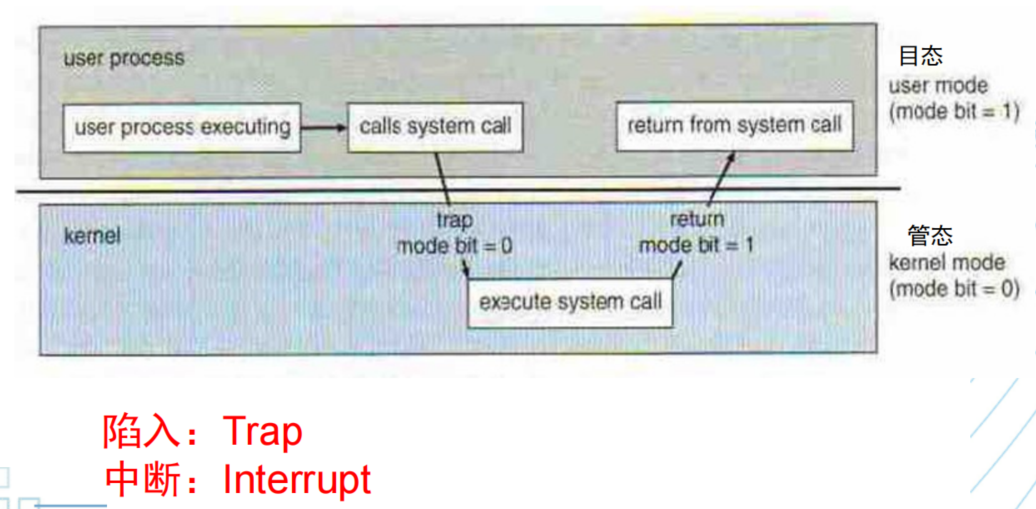 user process
目态
user mode
(mode bit = 1)
user process executing
calls system call
return from system call
kernel
trap
mode bit = 0
return
mode bit = 1
管态
kernel mode
(mode bit = 0)
execute system call
陷入：Trap
中断：Interrupt